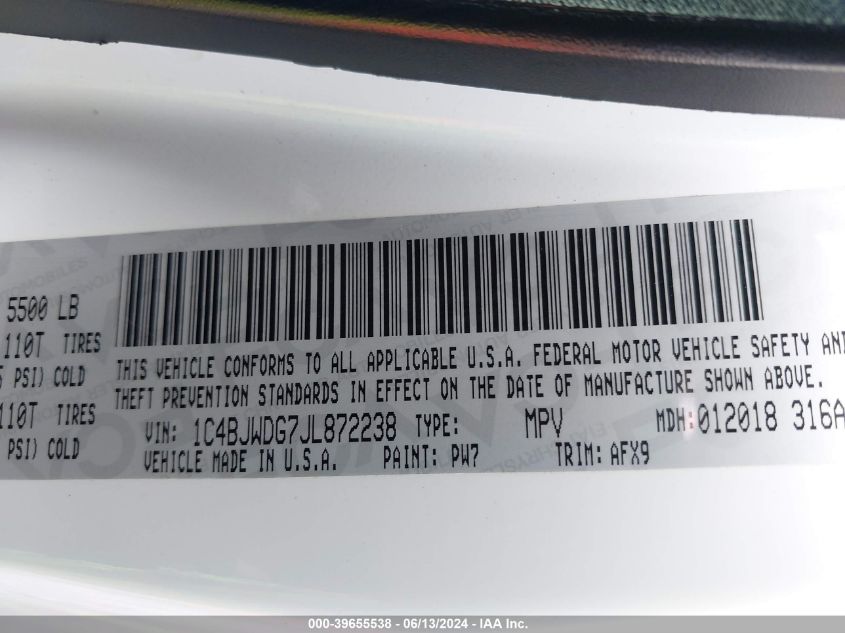 5500 LB
110T TIRES
PSI) COLD
110T TIRES
PSI) COLD
THIS VEHICLE CONFORMS TO ALL APPLICABLE U.S.A. FEDERAL MOTOR VEHICLE SAFETY AND
THEFT PREVENTION STANDARDS IN EFFECT ON THE DATE OF MANUFACTURE SHOWN ABOVE.
VIN: 1C4BJWDG7JL872238 TYPE: MPV MDH:012018 316A
VEHICLE MADE IN U.S.A. PAINT: PW7 TRIM: AFX9
000-39655538 - 06/13/2024 - IAA Inc.